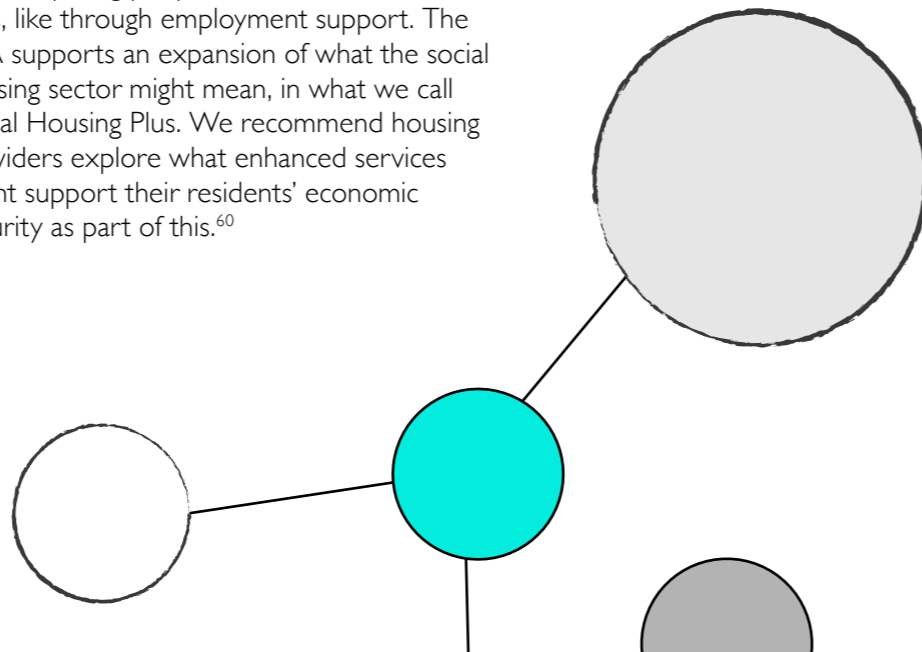 , like through employment support. The
supports an expansion of what the social
sing sector might mean, in what we call
al Housing Plus. We recommend housing
viders explore what enhanced services
nt support their residents’ economic
urity as part of this.60